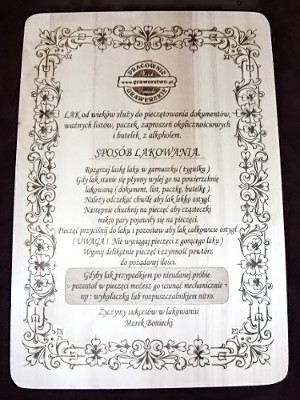 PRACOWNIE
www.grawerstwo.pl
GRAWERSKIE
LAK od wieków służy do pieczętowania dokumentów,
ważnych listów, paczek, zaproszeń okolicznościowych
i butelek z alkoholem.
SPOSÓB LAKOWANIA.
Rozgrzej laskę laku w garnuszku ( tygielku )
Gdy lak stanie się płynny wylej go na powierzchnię
lakowaną ( dokument, list, paczkę, butelkę )
Należy odczekać chwilę aby lak lekko ostygł.
Następnie chuchnij na pieczęć aby cząsteczki
mikro pary pojawiły się na pieczęci.
Pieczęć przyciśnij do laku i pozostaw aby lak całkowicie ostygł.
( UWAGA ! Nie wyciągaj pieczęci z gorącego laku )
Wyjmij delikatnie pieczęć i czynność powtórz
do pożądanej ilości.
Gdyby lak przypadkiem po nieudanej próbie
- pozostał w pieczęci możesz go usunąć mechanicznie -
np : wykałaczką lub rozpuszczalnikiem nitro.
Życzymy sukcesów w lakowaniu
Marek Boniecki